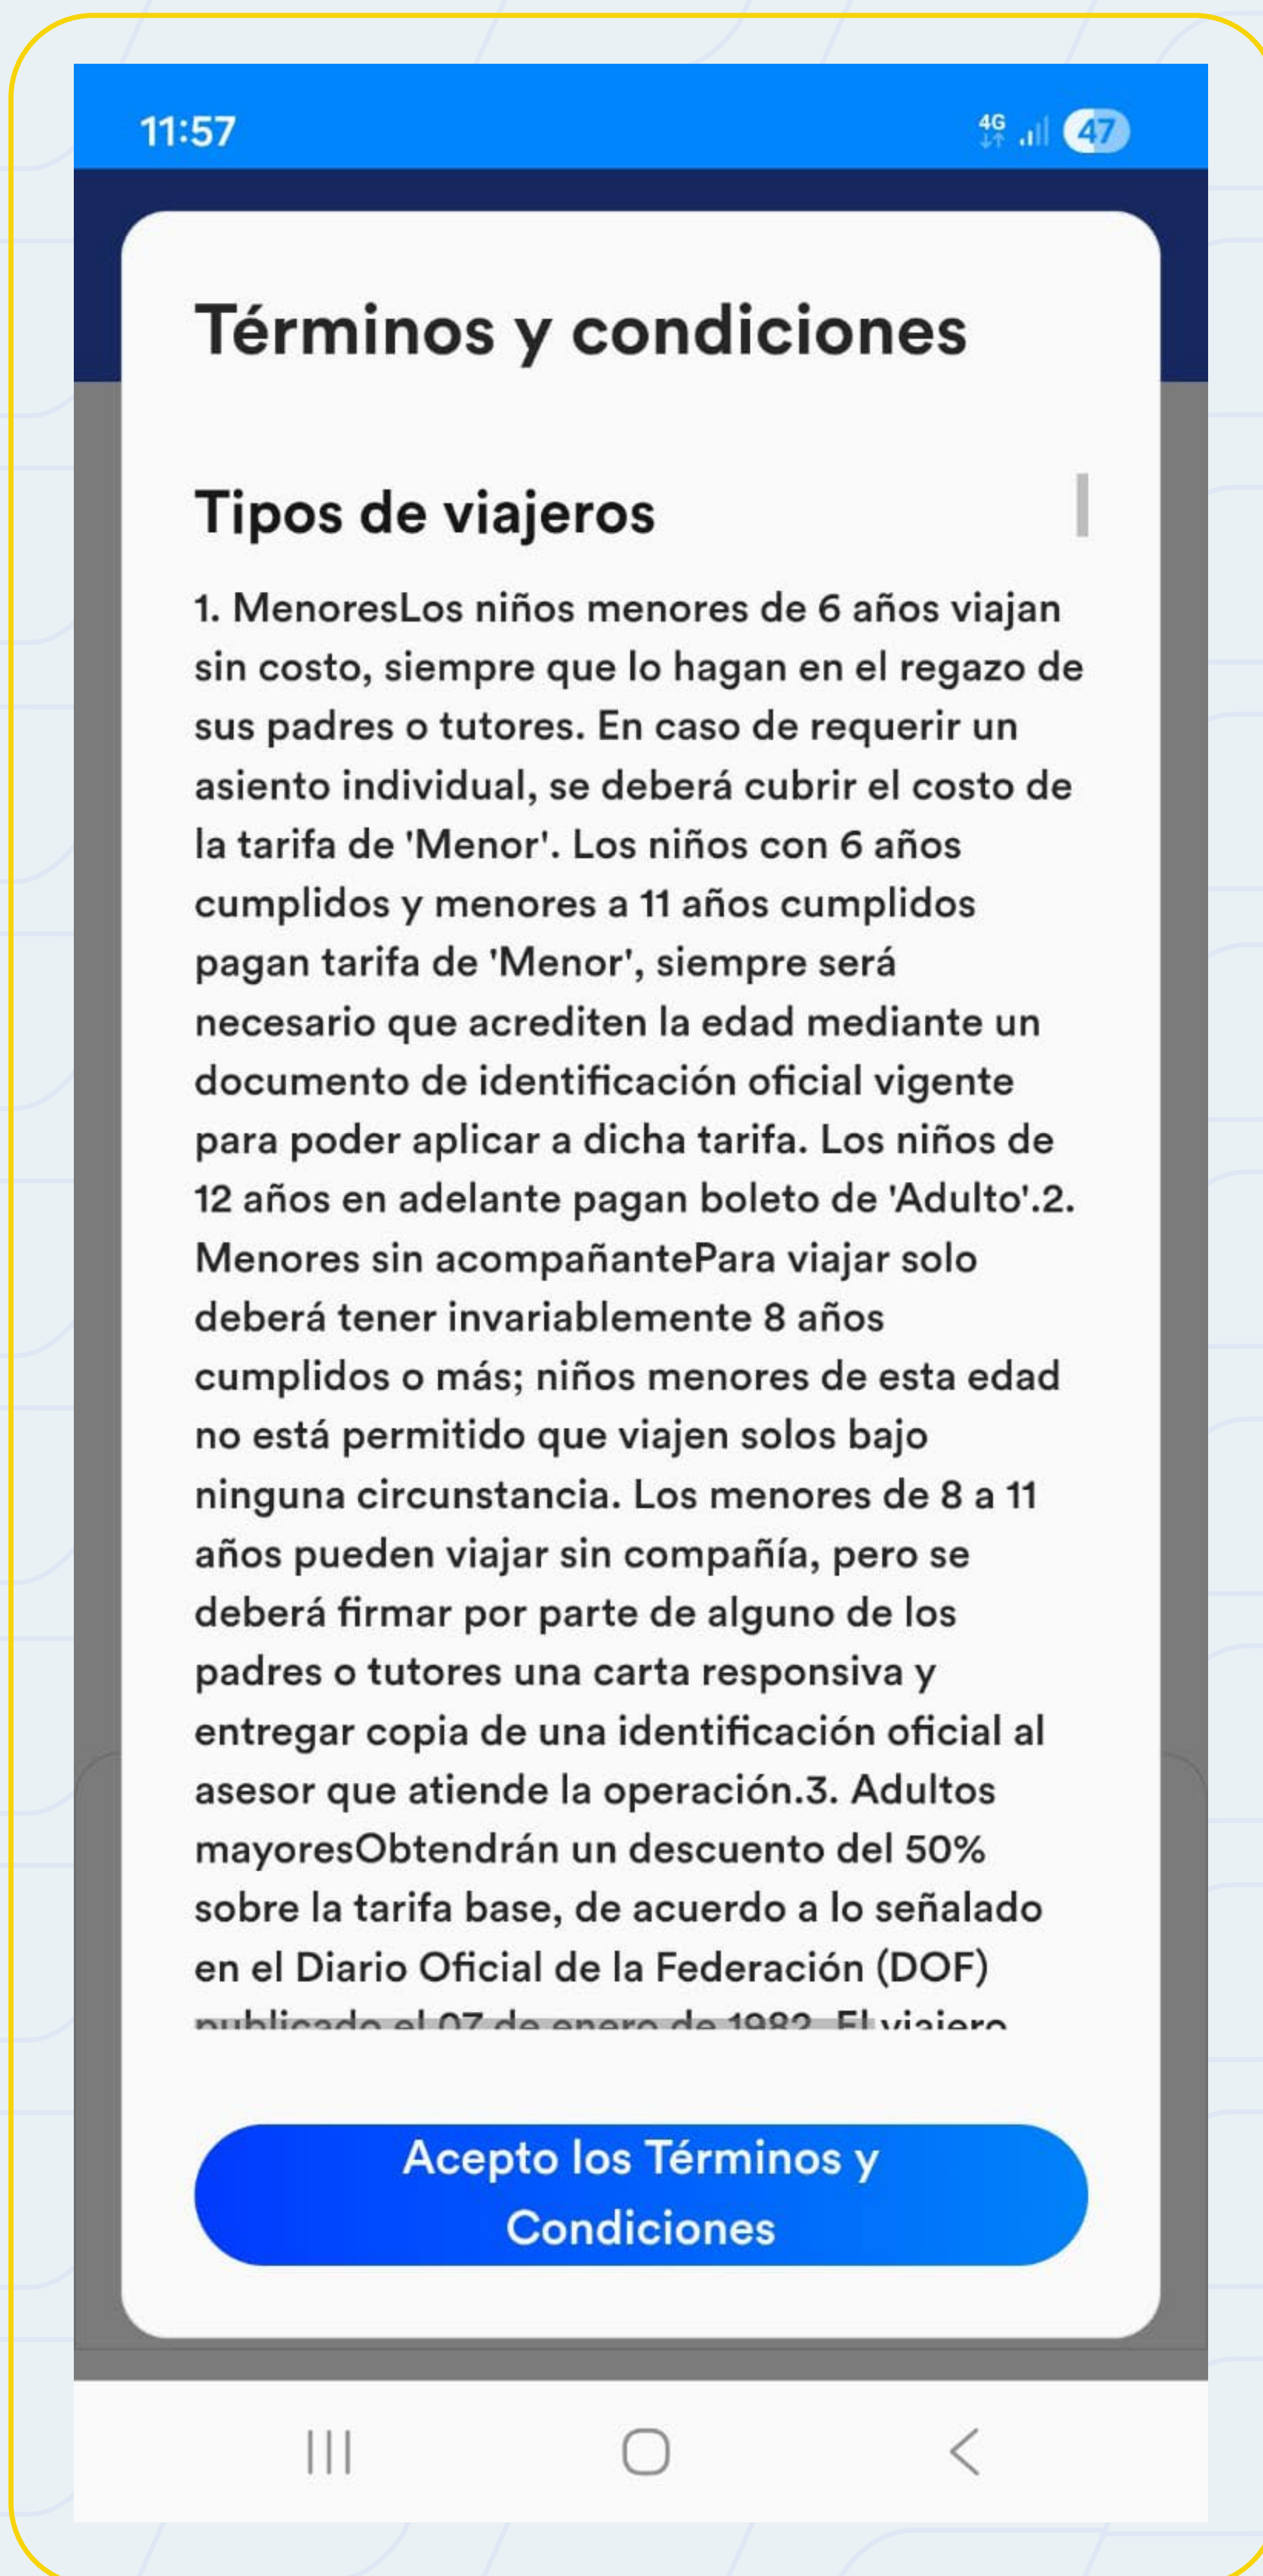 11:57
4G
47
Términos y condiciones
Tipos de viajeros
1. MenoresLos niños menores de 6 años viajan
sin costo, siempre que lo hagan en el regazo de
sus padres o tutores. En caso de requerir un
asiento individual, se deberá cubrir el costo de
la tarifa de 'Menor'. Los niños con 6 años
cumplidos y menores a 11 años cumplidos
pagan tarifa de 'Menor', siempre será
necesario que acrediten la edad mediante un
documento de identificación oficial vigente
para poder aplicar a dicha tarifa. Los niños de
12 años en adelante pagan boleto de 'Adulto'.2.
Menores sin acompañantePara viajar solo
deberá tener invariablemente 8 años
cumplidos o más; niños menores de esta edad
no está permitido que viajen solos bajo
ninguna circunstancia. Los menores de 8 a 11
años pueden viajar sin compañía, pero se
deberá firmar por parte de alguno de los
padres o tutores una carta responsiva y
entregar copia de una identificación oficial al
asesor que atiende la operación.3. Adultos
mayoresObtendrán un descuento del 50%
sobre la tarifa base, de acuerdo a lo señalado
en el Diario Oficial de la Federación (DOF)
publicado el 07 de enero de 1982. El viajero
Acepto los Términos y
Condiciones